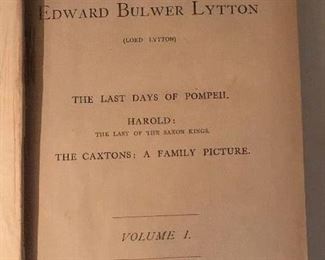 EDWARD BULWER LYTTON
(LORD LYTTON)
THE LAST DAYS OF POMPEII.
HAROLD:
THE LAST OF THE SAXON KINGS.
THE CAXTONS: A FAMILY PICTURE.
VOLUME I.